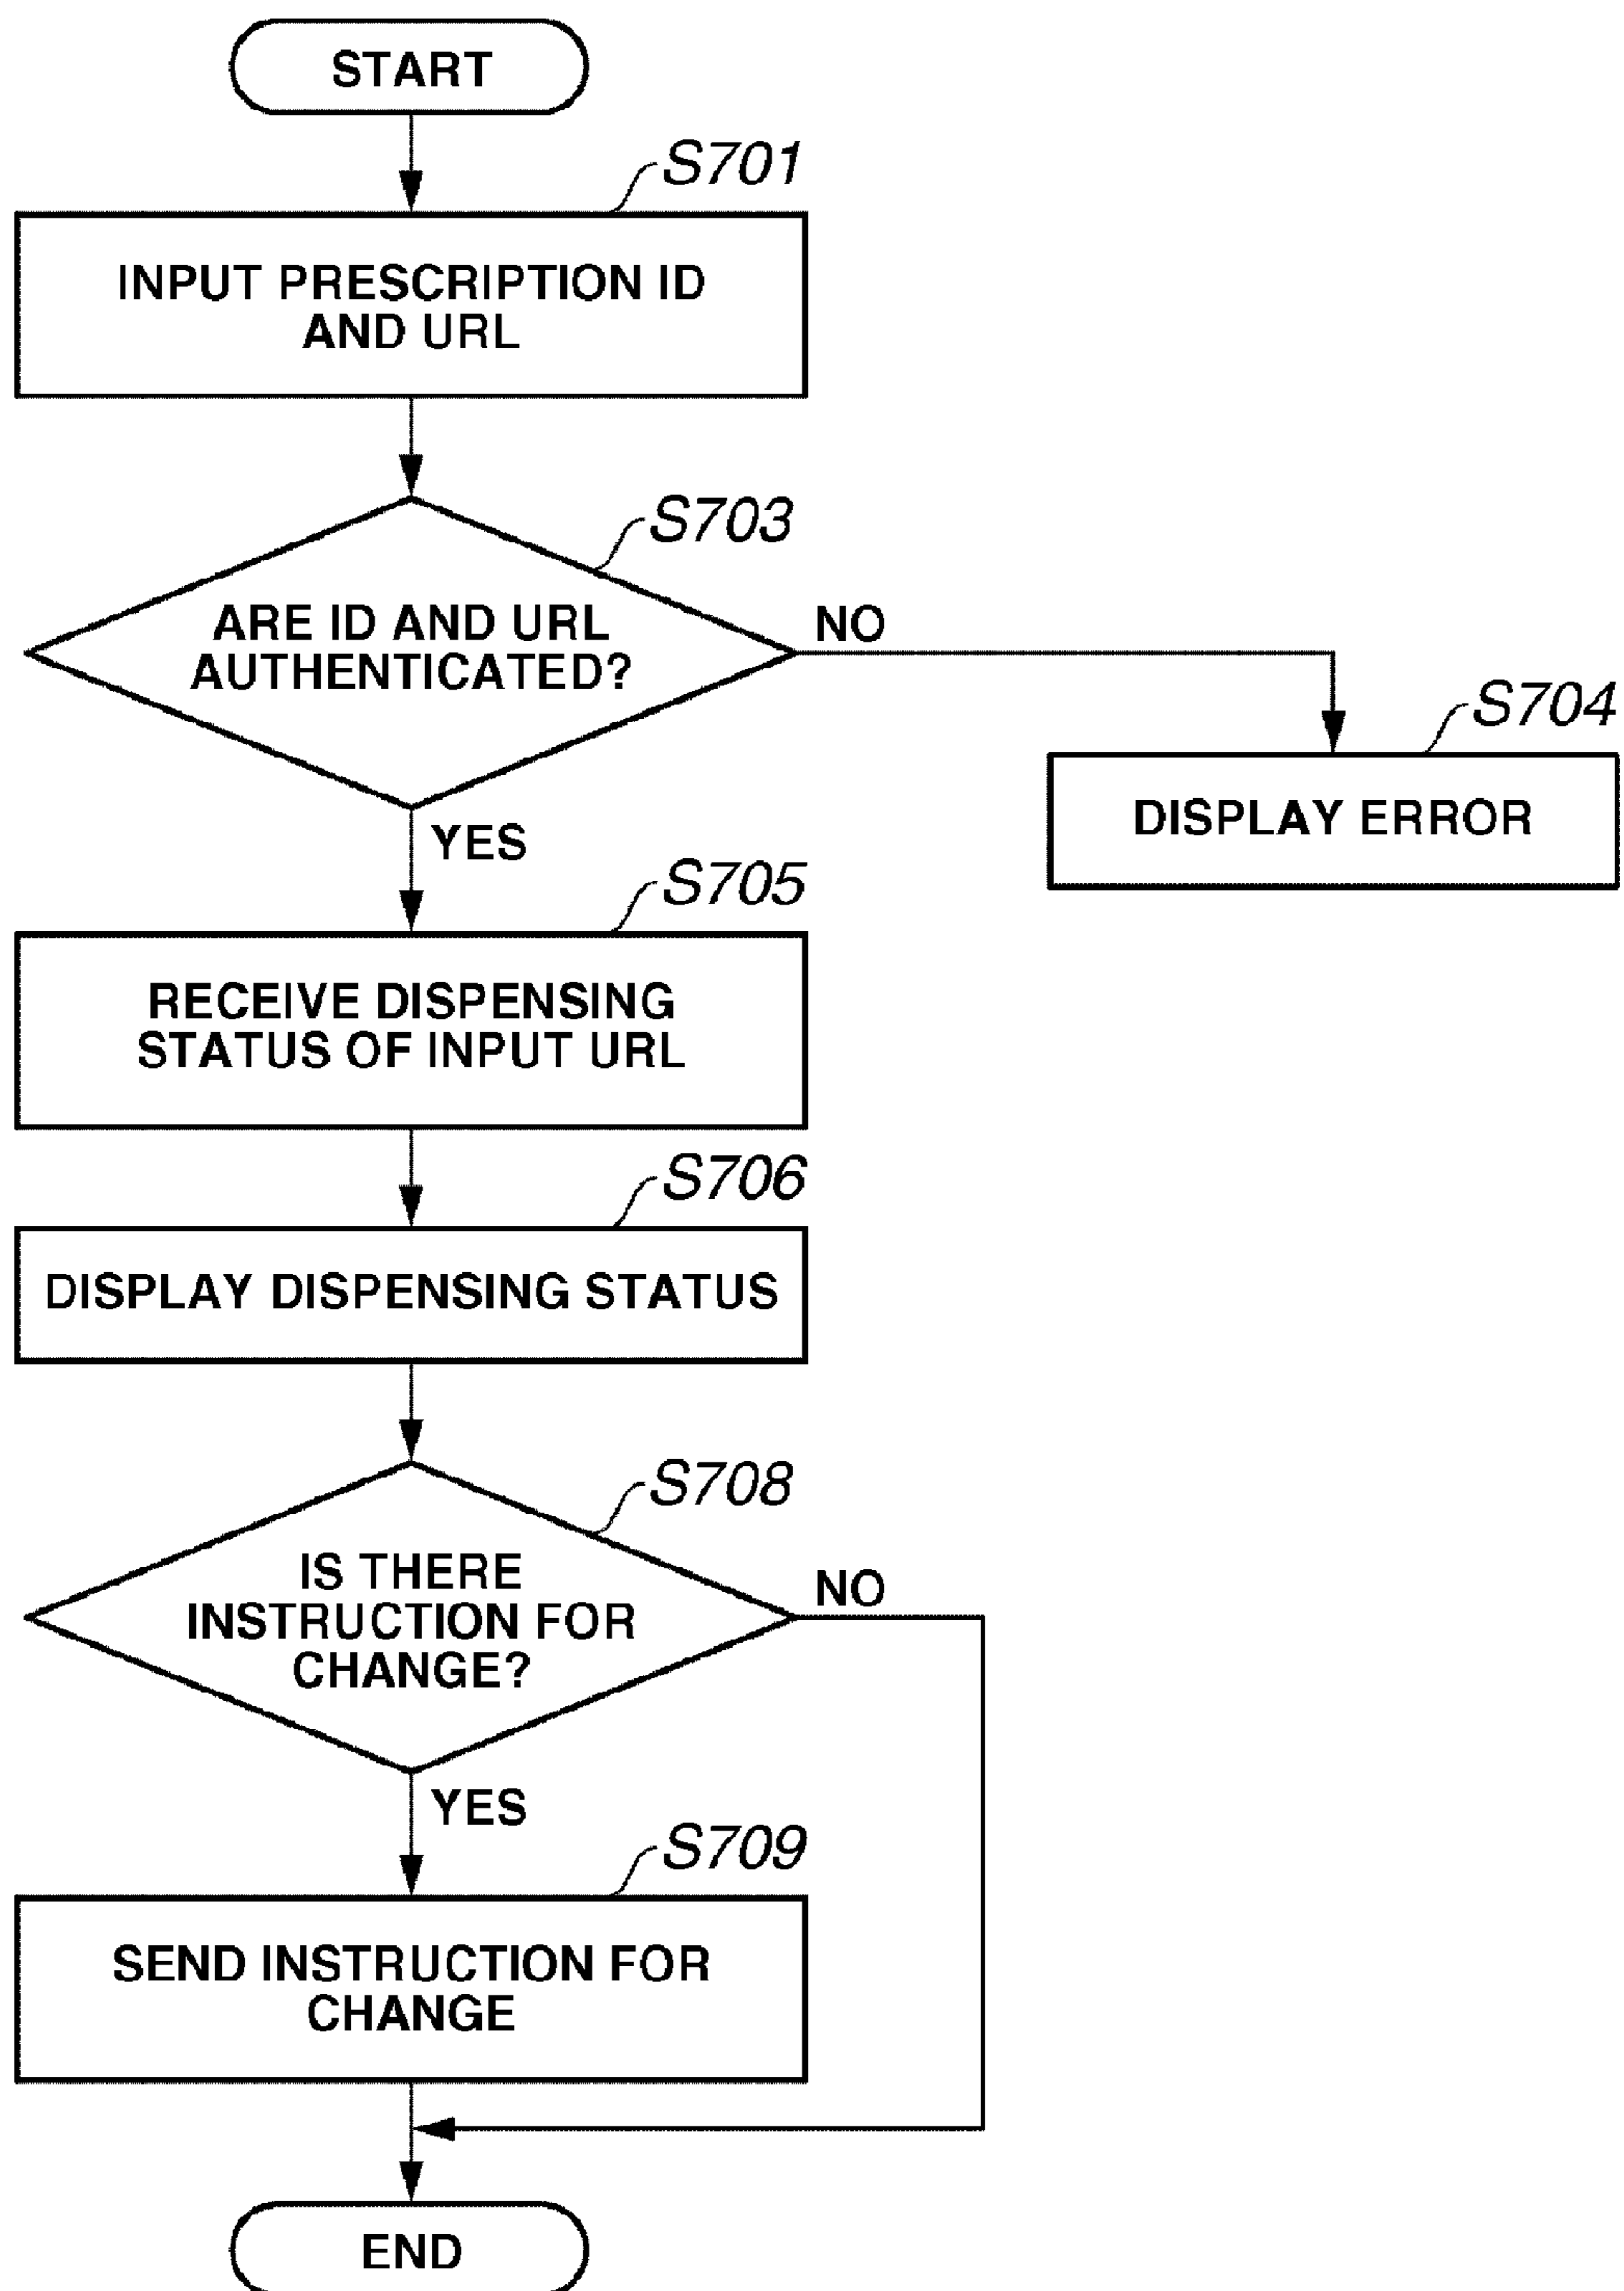 START
S701
INPUT PRESCRIPTION ID
AND URL
S703
ARE ID AND URL
AUTHENTICATED?
NO
S704
DISPLAY ERROR
YES
S705
RECEIVE DISPENSING
STATUS OF INPUT URL
S706
DISPLAY DISPENSING STATUS
S708
IS THERE
INSTRUCTION FOR
CHANGE?
NO
YES
S709
SEND INSTRUCTION FOR
CHANGE
END